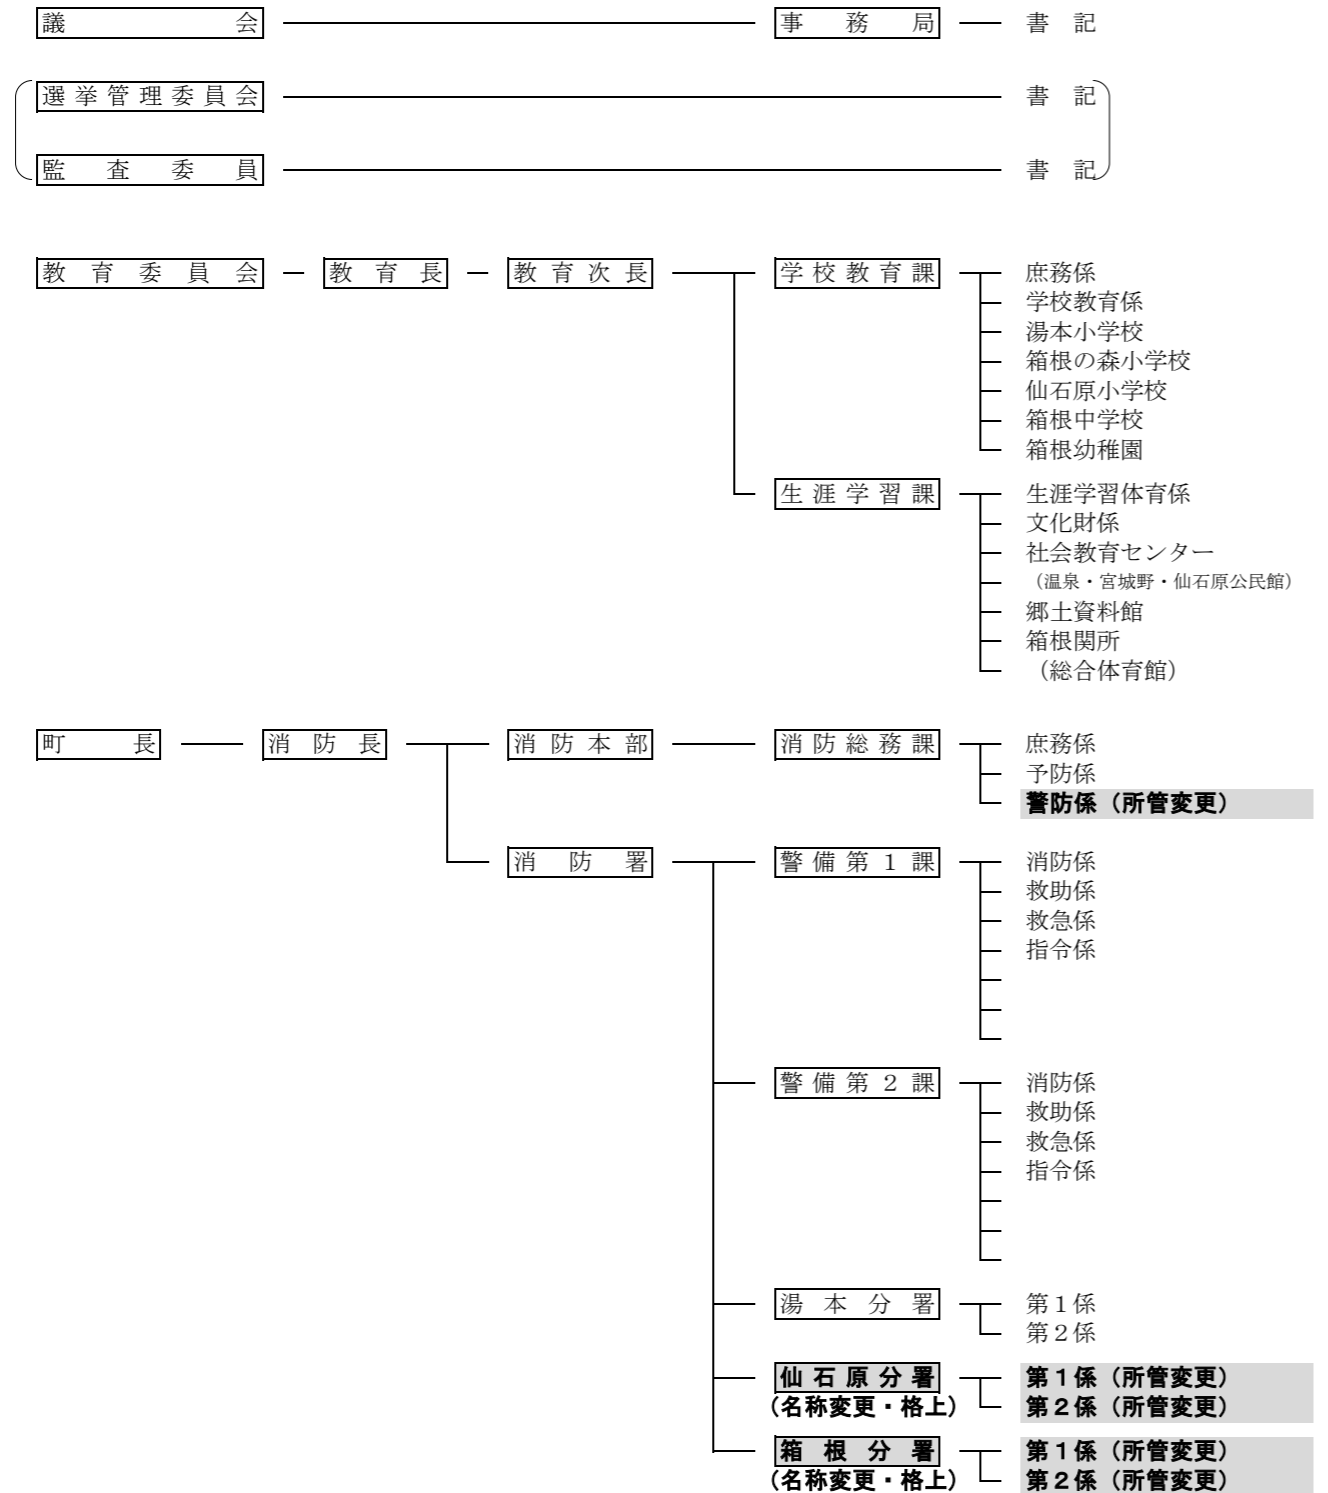 議会 事務局 書記
選挙管理委員会 書記
監査委員 書記
教育委員会 教育長 教育次長 学校教育課 庶務係
学校教育係
湯本小学校
箱根の森小学校
仙石原小学校
箱根中学校
箱根幼稚園
生涯学習課 生涯学習体育係
文化財係
社会教育センター
（温泉・宮城野・仙石原公民館）
郷土資料館
箱根関所
（総合体育館）
町長 消防長 消防本部 消防総務課 庶務係
予防係
警防係（所管変更）
消防署 警備第１課 消防係
救助係
救急係
指令係
警備第２課 消防係
救助係
救急係
指令係
湯本分署 第１係
第２係
仙石原分署 第１係（所管変更）
（名称変更・格上） 第２係（所管変更）
箱根分署 第１係（所管変更）
（名称変更・格上） 第２係（所管変更）